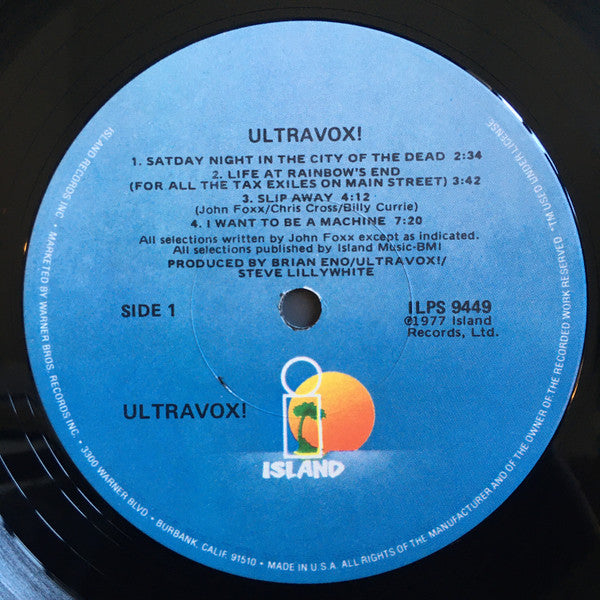 ULTRAVOX!
1. SATDAY NIGHT IN THE CITY OF THE DEAD 2:34
2. LIFE AT RAINBOW'S END
(FOR ALL THE TAX EXILES ON MAIN STREET) 3:42
3. SLIP AWAY 4:12
(John Foxx/Chris Cross/Billy Currie)
4. I WANT TO BE A MACHINE 7:20
All selections written by John Foxx except as indicated.
All selections published by Island Music-BMI
PRODUCED BY BRIAN ENO/ULTRAVOX!/
STEVE LILLYWHITE
SIDE 1
ILPS 9449
©1977 Island
Records, Ltd.
ULTRAVOX!
ISLAND
ISLAND RECORDS INC. • MARKETED BY WARNER BROS. RECORDS INC. • 3300 WARNER BLVD • BURBANK, CALIF. 91510 • MADE IN U.S.A. ALL RIGHTS OF THE MANUFACTURER AND OF THE OWNER OF THE RECORDED WORK RESERVED TM USED UNDER LICENSE